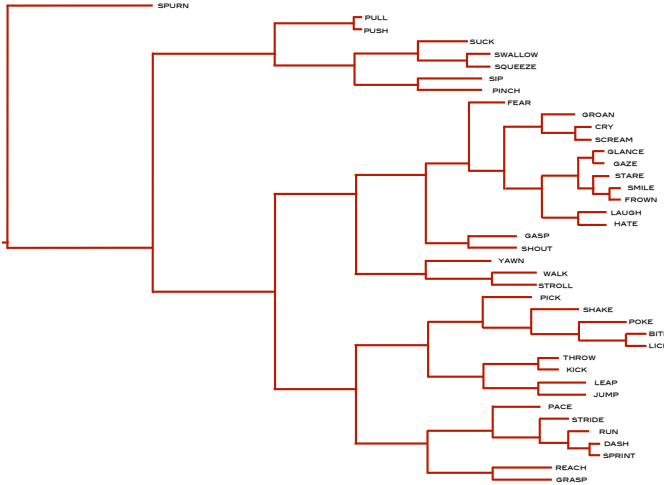 SPURN
PULL
PUSH
SUCK
SWALLOW
SQUEEZE
SIP
PINCH
FEAR
GROAN
CRY
SCREAM
GLANCE
GAZE
STARE
SMILE
FROWN
LAUGH
HATE
GASP
SHOUT
YAWN
WALK
STROLL
PICK
SHAKE
POKE
BIT
LIC
THROW
KICK
LEAP
JUMP
PACE
STRIDE
RUN
DASH
SPRINT
REACH
GRASP